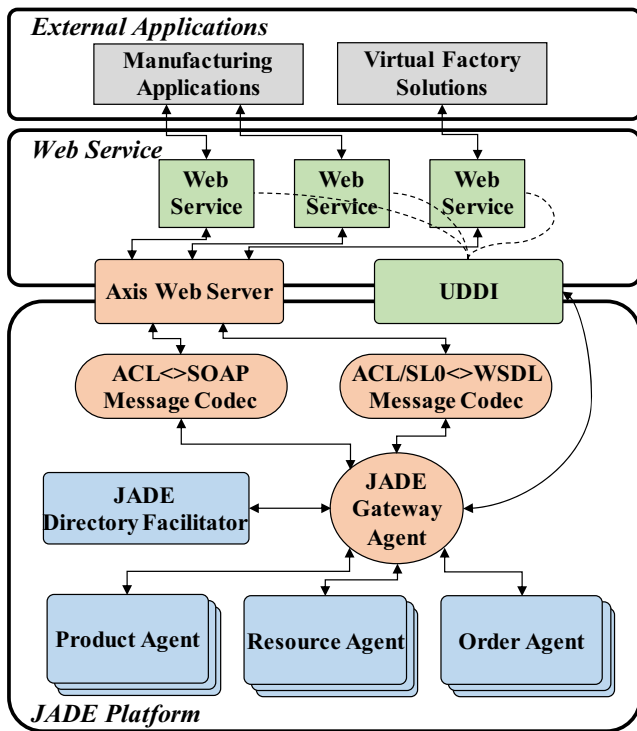 External Applications
Manufacturing
Applications
Virtual Factory
Solutions
Web Service
Web
Service
Web
Service
Web
Service
Axis Web Server
UDDI
ACL<>SOAP
Message Codec
ACL/SL0<>WSDL
Message Codec
JADE
Directory Facilitator
JADE
Gateway
Agent
Product Agent
Resource Agent
Order Agent
JADE Platform